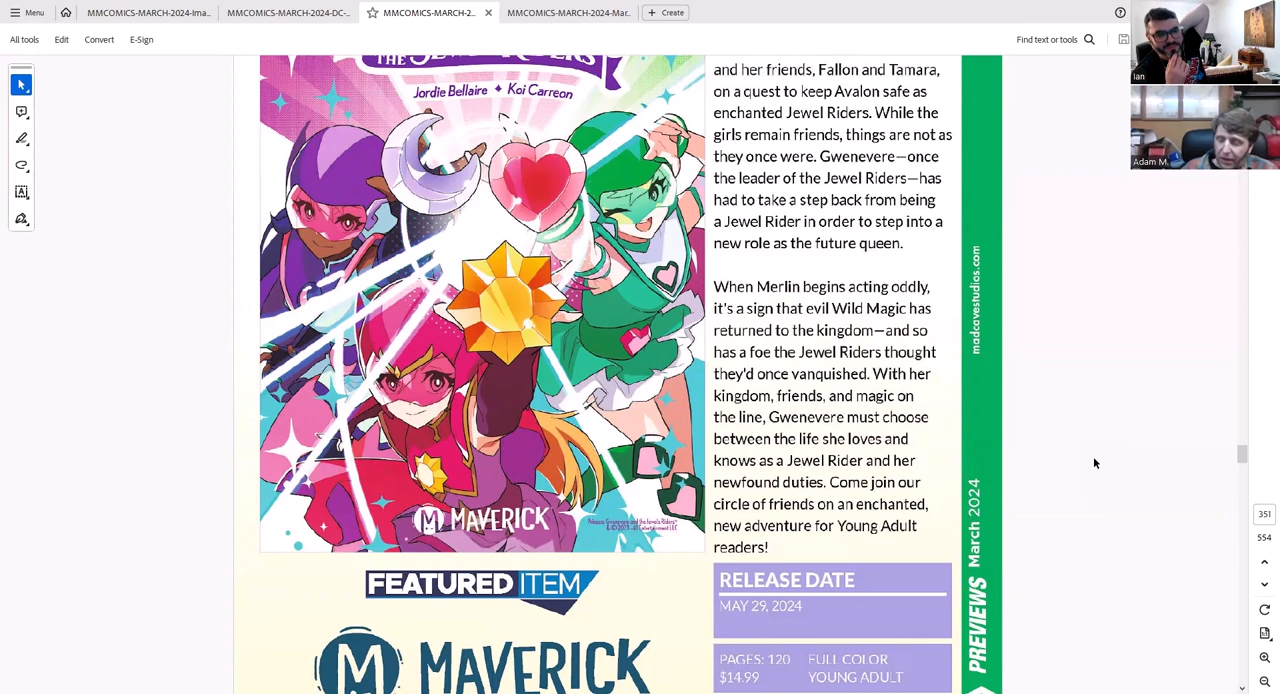 Menu
MMCOMICS-MARCH-2024-Ima...
MMCOMICS-MARCH-2024-DC-...
MMCOMICS-MARCH-2...
MMCOMICS-MARCH-2024-Mar...
Create
All tools
Edit
Convert
E-Sign
Find text or tools
Ian
Adam M.
Jordie Bellaire ✦ Koi Carreon
MAVERICK
and her friends, Fallon and Tamara,
on a quest to keep Avalon safe as
enchanted Jewel Riders. While the
girls remain friends, things are not as
they once were. Gwenevere—once
the leader of the Jewel Riders—has
had to take a step back from being
a Jewel Rider in order to step into a
new role as the future queen.
When Merlin begins acting oddly,
it's a sign that evil Wild Magic has
returned to the kingdom—and so
has a foe the Jewel Riders thought
they'd once vanquished. With her
kingdom, friends, and magic on
the line, Gwenevere must choose
between the life she loves and
knows as a Jewel Rider and her
newfound duties. Come join our
circle of friends on an enchanted,
new adventure for Young Adult
readers!
FEATURED ITEM
MAVERICK
RELEASE DATE
MAY 29, 2024
PAGES: 120 FULL COLOR
$14.99 YOUNG ADULT
madcavestudios.com
PREVIEWS March 2024
351
554